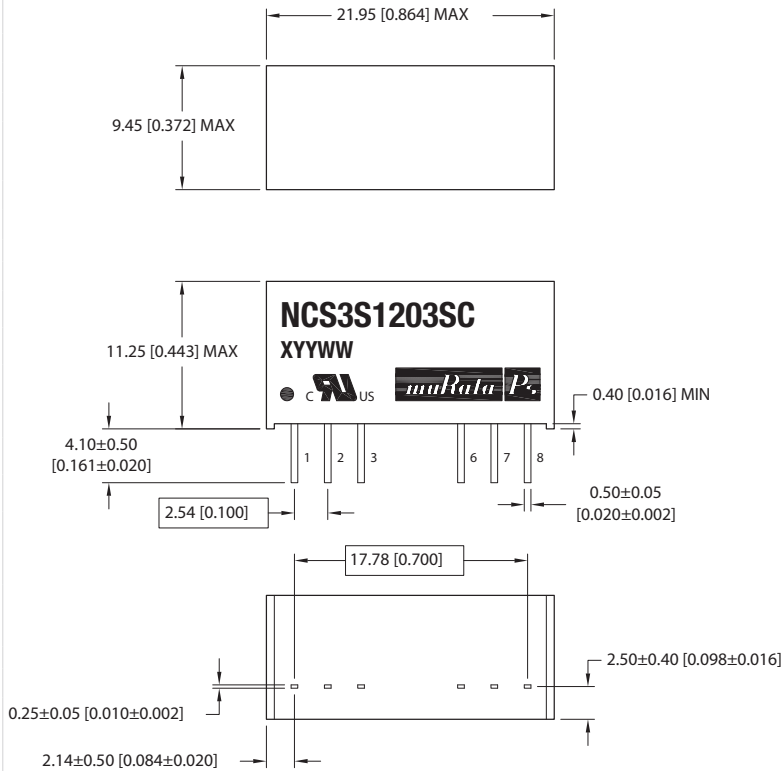 21.95 [0.864] MAX
9.45 [0.372] MAX
NCS3S1203SC
XYYWW
11.25 [0.443] MAX
C RU US
muRata Ps
0.40 [0.016] MIN
4.10±0.50
[0.161±0.020]
1 2 3 6 7 8
0.50±0.05
[0.020±0.002]
2.54 [0.100]
17.78 [0.700]
2.50±0.40 [0.098±0.016]
0.25±0.05 [0.010±0.002]
2.14±0.50 [0.084±0.020]